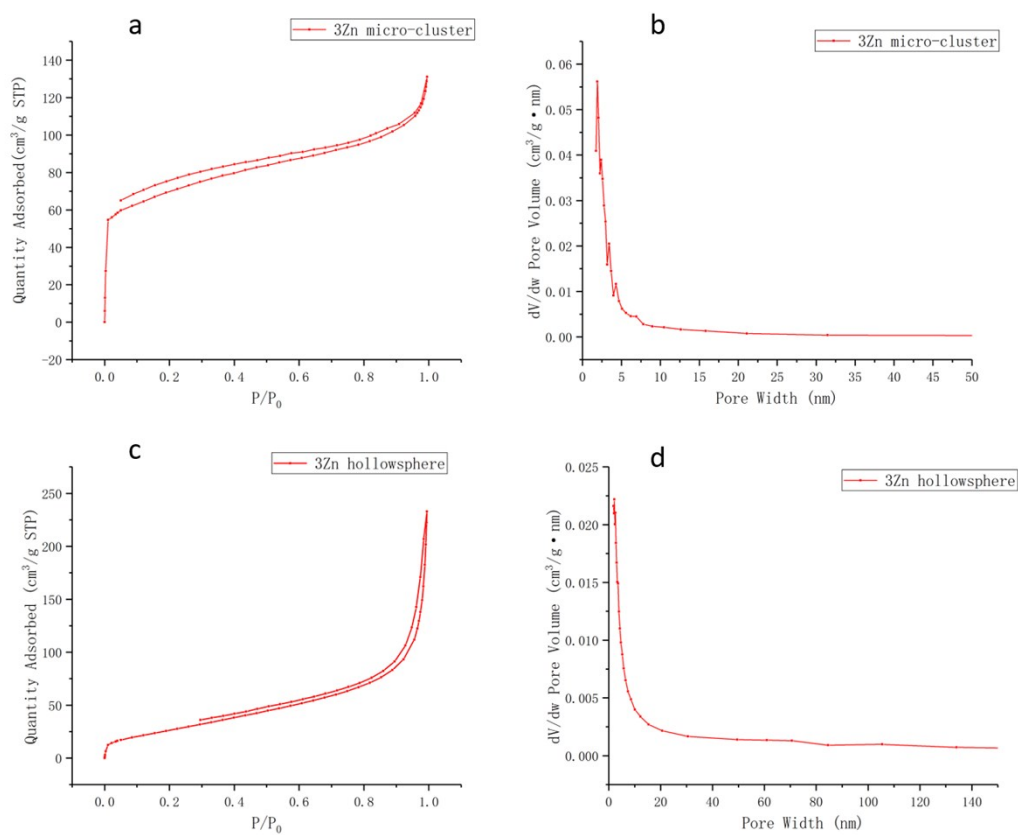 a
3Zn micro-cluster
Quantity Adsorbed(cm³/g STP)
140
120
100
80
60
40
20
0
-20
0.0 0.2 0.4 0.6 0.8 1.0
P/P₀
b
3Zn micro-cluster
dV/dw Pore Volume (cm³/g•nm)
0.06
0.05
0.04
0.03
0.02
0.01
0.00
0 5 10 15 20 25 30 35 40 45 50
Pore Width (nm)
c
3Zn hollowsphere
Quantity Adsorbed (cm³/g STP)
250
200
150
100
50
0
0.0 0.2 0.4 0.6 0.8 1.0
P/P₀
d
3Zn hollowsphere
dV/dw Pore Volume (cm³/g•nm)
0.025
0.020
0.015
0.010
0.005
0.000
0 20 40 60 80 100 120 140
Pore Width (nm)